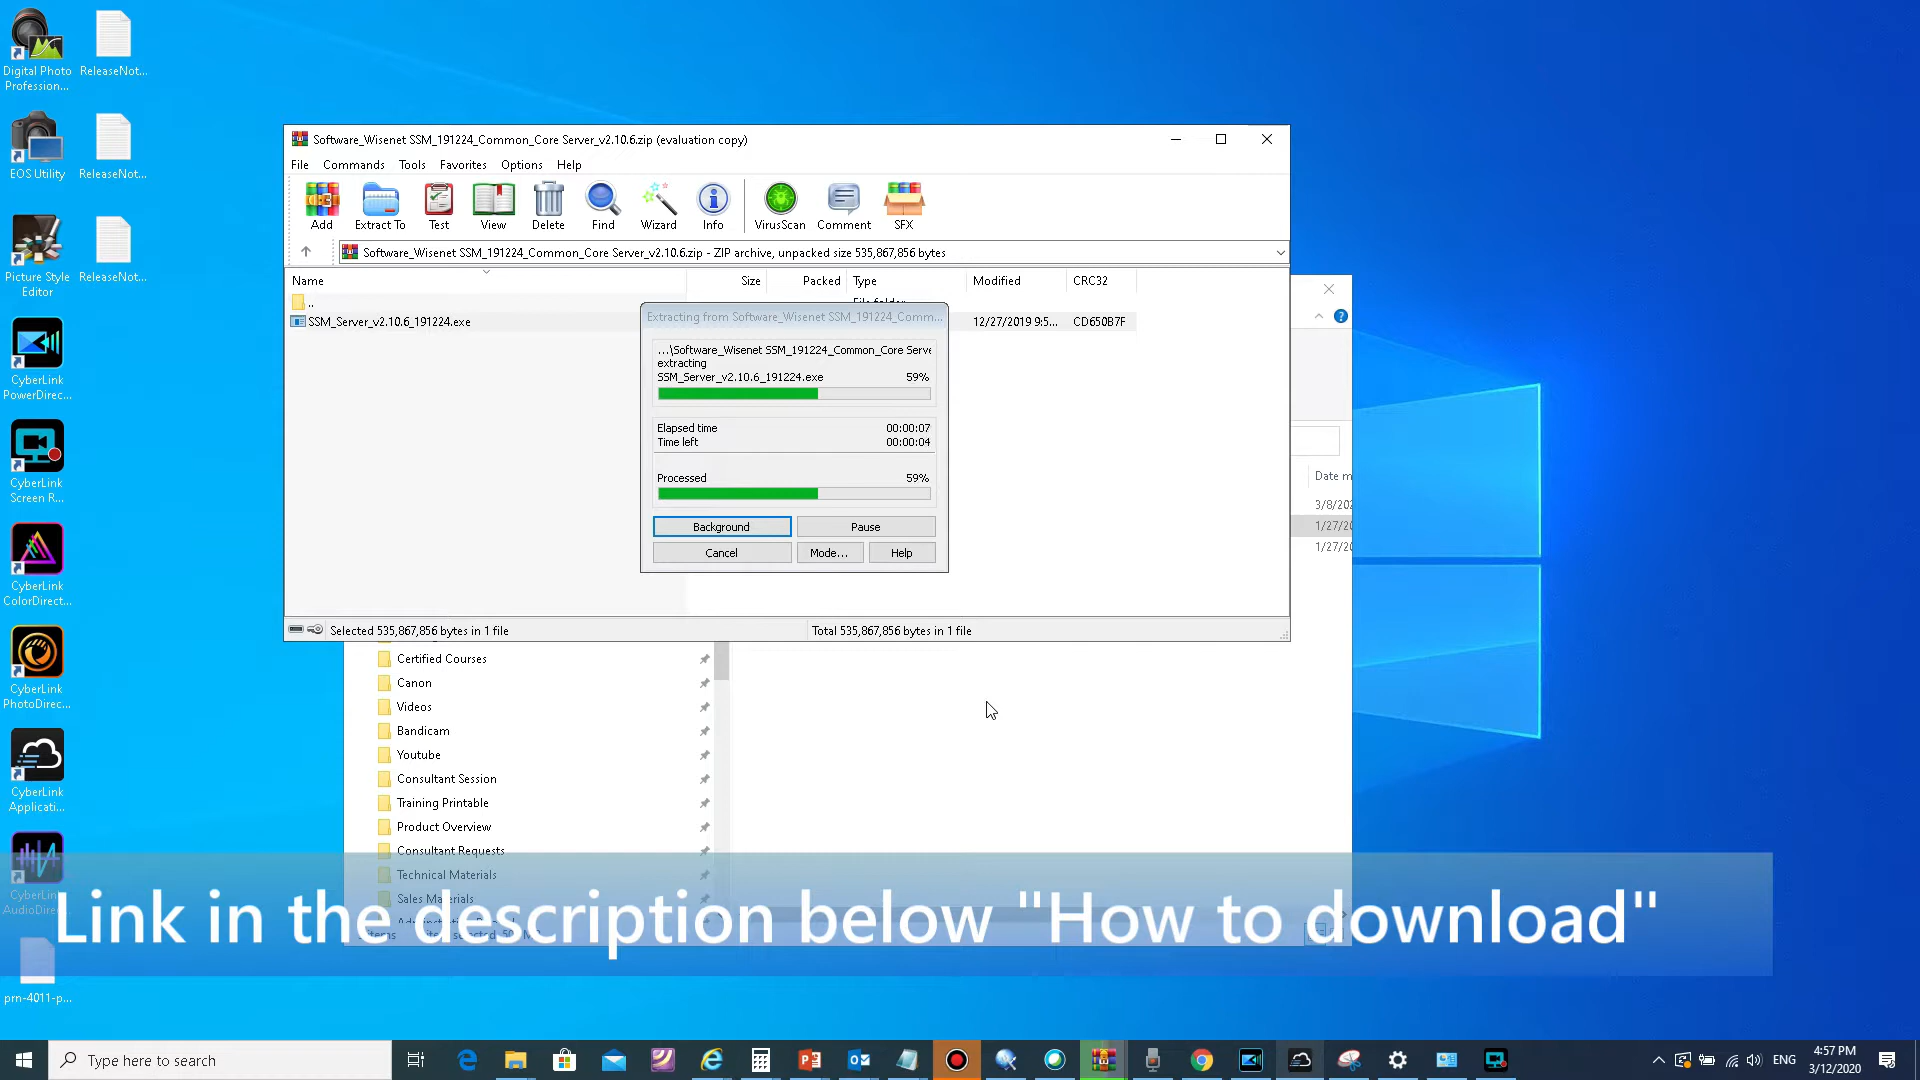 Digital Photo
Profession...
ReleaseNot...
EOS Utility
ReleaseNot...
Picture Style
Editor
ReleaseNot...
CyberLink
PowerDirec...
CyberLink
Screen R...
CyberLink
ColorDirect...
CyberLink
PhotoDirec...
CyberLink
Applicati...
prn-4011-p...
Software_Wisenet SSM_191224_Common_Core Server_v2.10.6.zip (evaluation copy)
File Commands Tools Favorites Options Help
Add Extract To Test View Delete Find Wizard Info VirusScan Comment SFX
Software_Wisenet SSM_191224_Common_Core Server_v2.10.6.zip - ZIP archive, unpacked size 535,867,856 bytes
Name Size Packed Type Modified CRC32
..
SSM_Server_v2.10.6_191224.exe 12/27/2019 9:5... CD650B7F
Extracting from Software_Wisenet SSM_191224_Comm...
...\Software_Wisenet SSM_191224_Common_Core Serve
extracting
SSM_Server_v2.10.6_191224.exe 59%
Elapsed time 00:00:07
Time left 00:00:04
Processed 59%
Background Pause
Cancel Mode... Help
Selected 535,867,856 bytes in 1 file Total 535,867,856 bytes in 1 file
Date m
3/8/202
1/27/20
1/27/20
Certified Courses
Canon
Videos
Bandicam
Youtube
Consultant Session
Training Printable
Product Overview
Consultant Requests
Technical Materials
Sales Materials
Link in the description below "How to download"
Type here to search
ENG
4:57 PM
3/12/2020